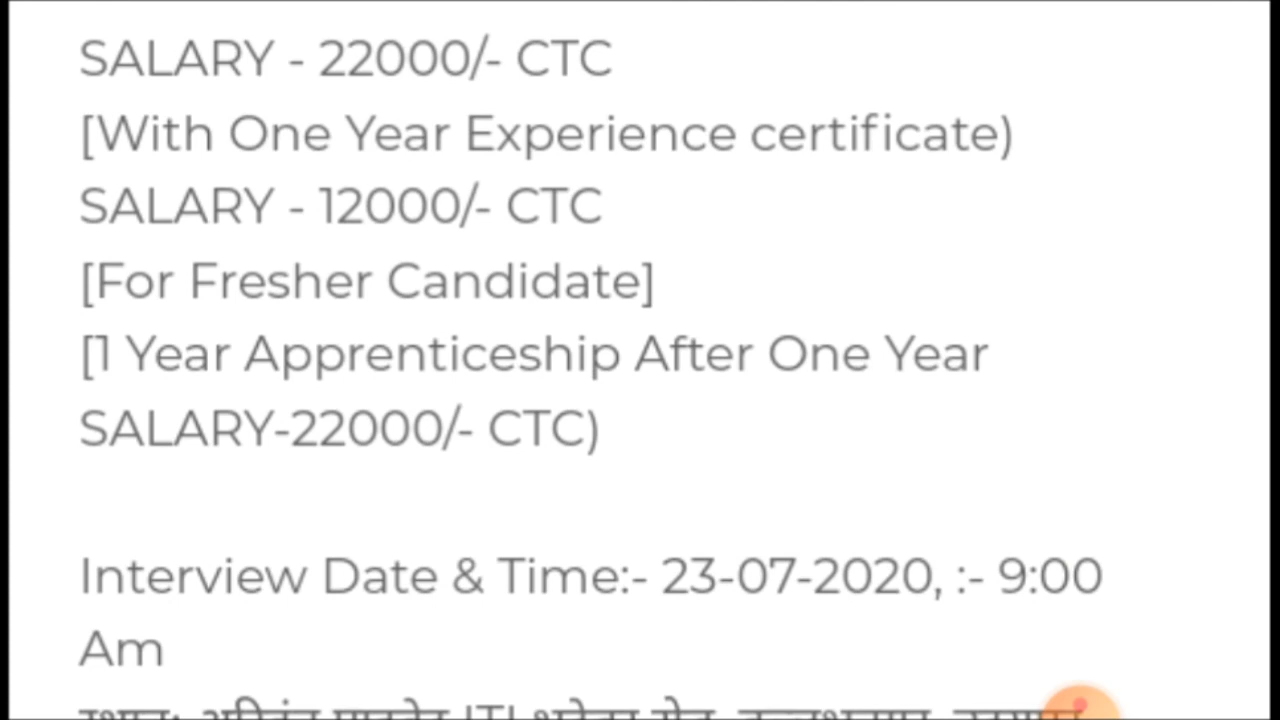 SALARY - 22000/- CTC
[With One Year Experience certificate)
SALARY - 12000/- CTC
[For Fresher Candidate]
[1 Year Apprenticeship After One Year
SALARY-22000/- CTC)
Interview Date & Time:- 23-07-2020, :- 9:00
Am
ITI